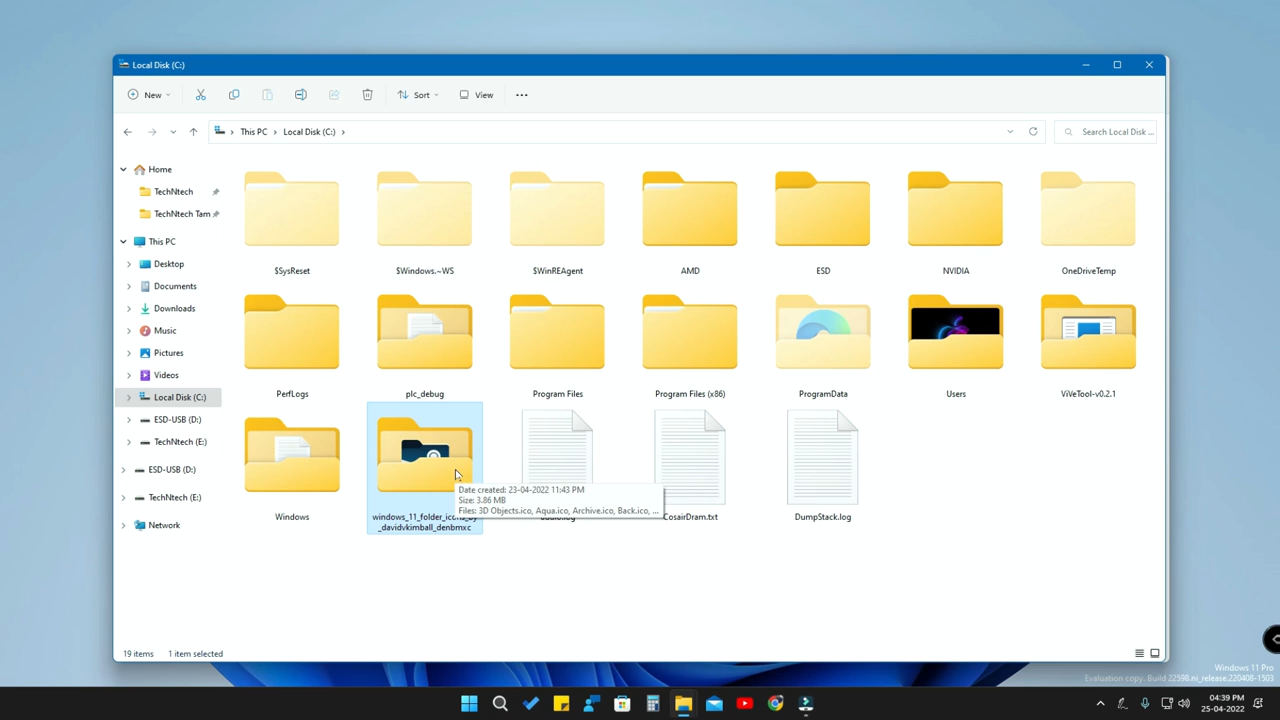 Local Disk (C:)
New
Sort
View
This PC > Local Disk (C:) >
Search Local Disk ...
Home
TechNtech
TechNtech Tam
This PC
Desktop
Documents
Downloads
Music
Pictures
Videos
Local Disk (C:)
ESD-USB (D:)
TechNtech (E:)
ESD-USB (D:)
TechNtech (E:)
Network
$SysReset
$Windows.~WS
$WinREAgent
AMD
ESD
NVIDIA
OneDriveTemp
PerfLogs
plc_debug
Program Files
Program Files (x86)
ProgramData
Users
ViVeTool-v0.2.1
Windows
windows_11_folder_icons_by
_davidvkimball_denbmxc
Date created: 23-04-2022 11:43 PM
Size: 3.86 MB
Files: 3D Objects.ico, Aqua.ico, Archive.ico, Back.ico, ...
CosairDram.txt
DumpStack.log
19 items
1 item selected
Windows 11 Pro
Evaluation copy. Build 22598.ni_release.220408-1503
04:39 PM
25-04-2022